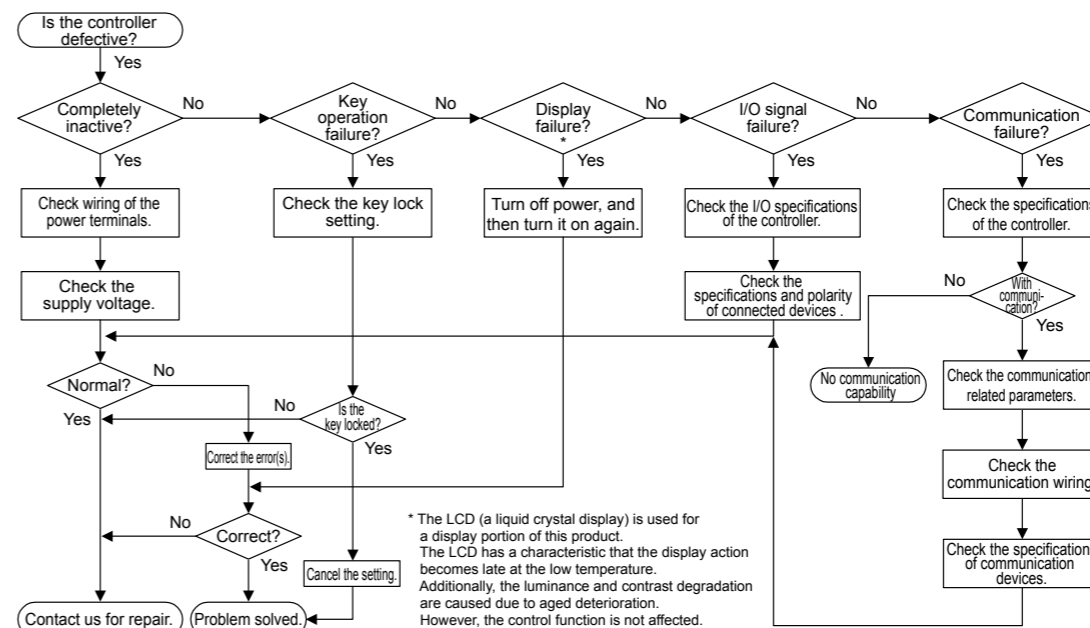 Is the controller
defective?
Yes
Completely
inactive?
No
Key
operation
failure?
No
Display
failure?
*
No
I/O signal
failure?
No
Communication
failure?
Yes
Yes
Yes
Yes
Yes
Check wiring of the
power terminals.
Check the key lock
setting.
Turn off power, and
then turn it on again.
Check the I/O specifications
of the controller.
Check the specifications
of the controller.
Check the
supply voltage.
Check the
specifications and polarity
of connected devices .
No
With
communi-
cation?
Yes
Normal?
No
Yes
No
Is the
key locked?
Yes
No communication
capability
Check the communication
related parameters.
Correct the error(s).
Check the
communication wiring
No
Correct?
Yes
Cancel the setting.
* The LCD (a liquid crystal display) is used for
a display portion of this product.
The LCD has a characteristic that the display action
becomes late at the low temperature.
Additionally, the luminance and contrast degradation
are caused due to aged deterioration.
However, the control function is not affected.
Check the specification
of communication
devices.
Contact us for repair.
Problem solved.